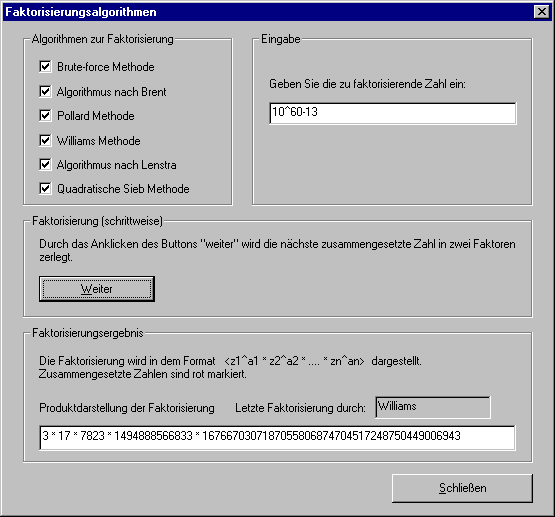 Faktorisierungsalgorithmen
Algorithmen zur Faktorisierung
Brute-force Methode
Algorithmus nach Brent
Pollard Methode
Williams Methode
Algorithmus nach Lenstra
Quadratische Sieb Methode
Eingabe
Geben Sie die zu faktorisierende Zahl ein:
10^60-13
Faktorisierung (schrittweise)
Durch das Anklicken des Buttons "weiter" wird die nächste zusammengesetzte Zahl in zwei Faktoren
zerlegt.
Weiter
Faktorisierungsergebnis
Die Faktorisierung wird in dem Format <z1^a1 * z2^a2 * .... * zn^an> dargestellt.
Zusammengesetzte Zahlen sind rot markiert.
Produktdarstellung der Faktorisierung Letzte Faktorisierung durch: Williams
3 * 17 * 7823 * 1494888566833 * 1676670307187055806874704517248750449006943
Schließen